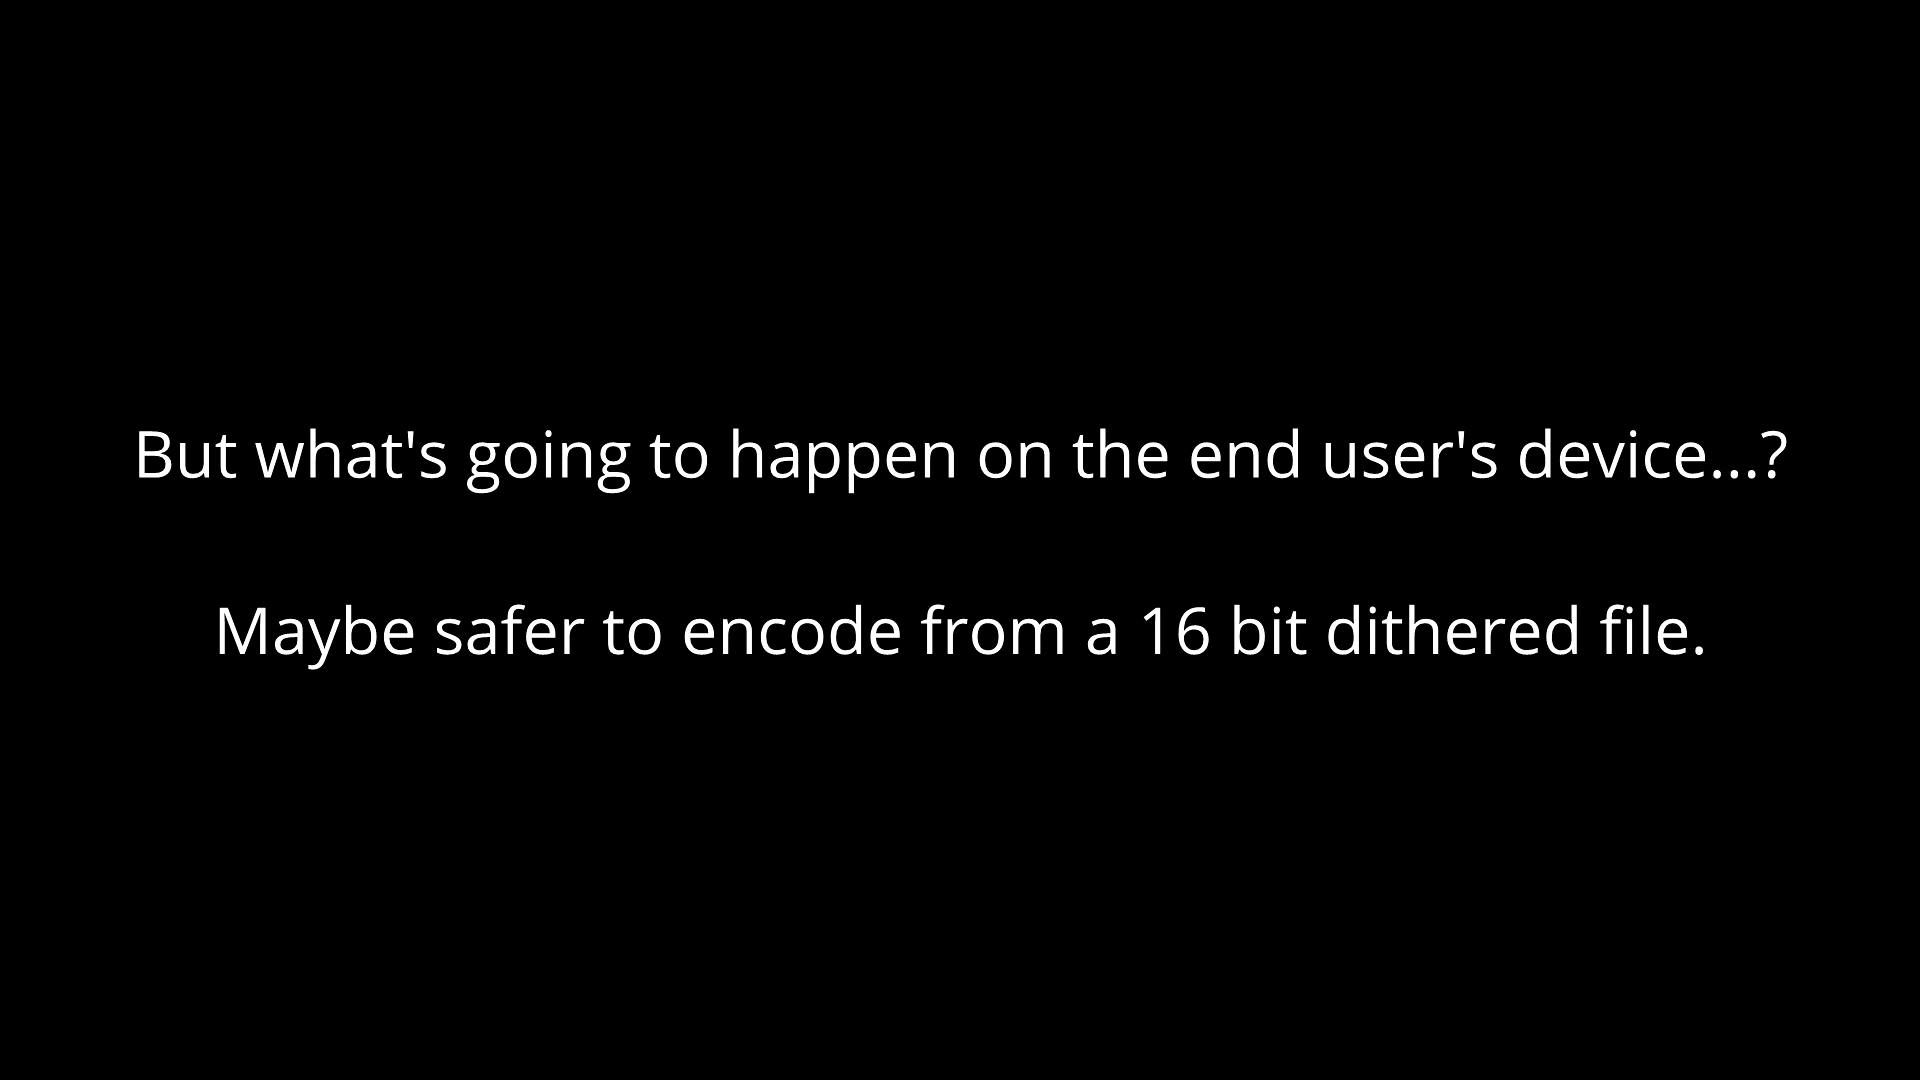 But what's going to happen on the end user's device...?
Maybe safer to encode from a 16 bit dithered file.